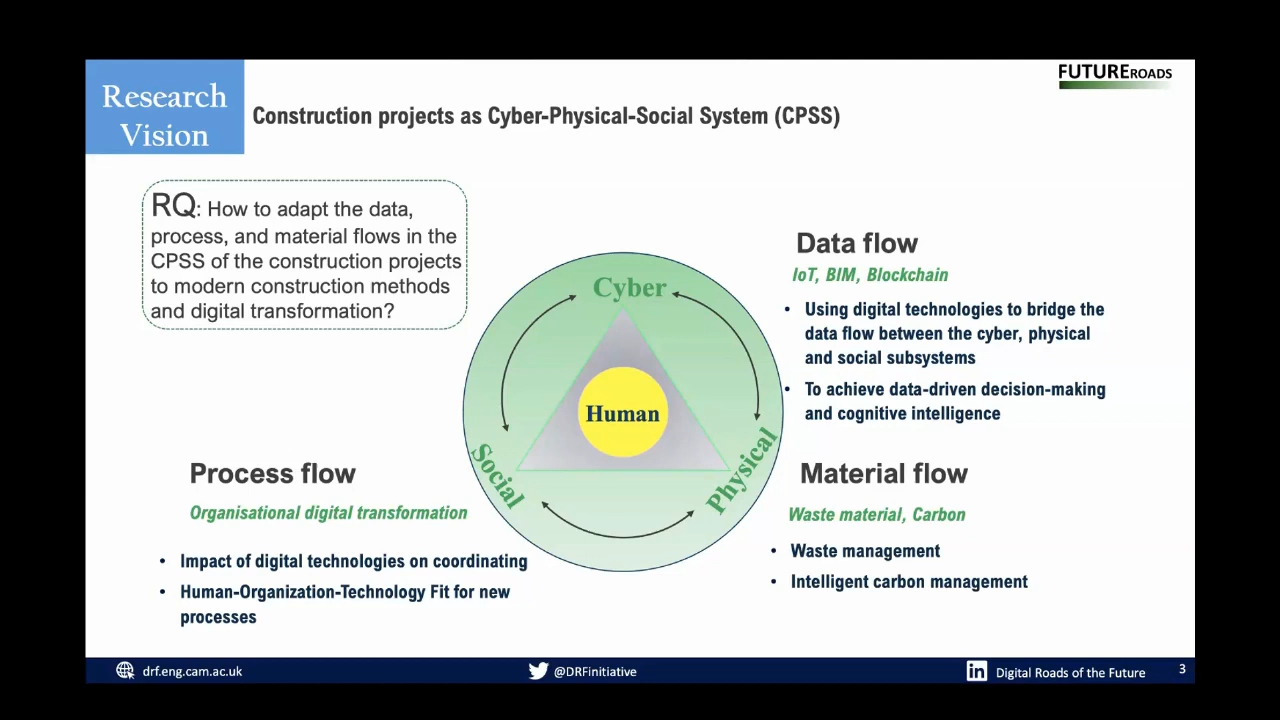 Research
Vision
Construction projects as Cyber-Physical-Social System (CPSS)
FUTUREROADS
RQ: How to adapt the data,
process, and material flows in the
CPSS of the construction projects
to modern construction methods
and digital transformation?
Cyber
Human
Social
Physical
Data flow
IoT, BIM, Blockchain
• Using digital technologies to bridge the
data flow between the cyber, physical
and social subsystems
• To achieve data-driven decision-making
and cognitive intelligence
Process flow
Organisational digital transformation
• Impact of digital technologies on coordinating
• Human-Organization-Technology Fit for new
processes
Material flow
Waste material, Carbon
• Waste management
• Intelligent carbon management
drf.eng.cam.ac.uk
@DRFinitiative
in Digital Roads of the Future
3